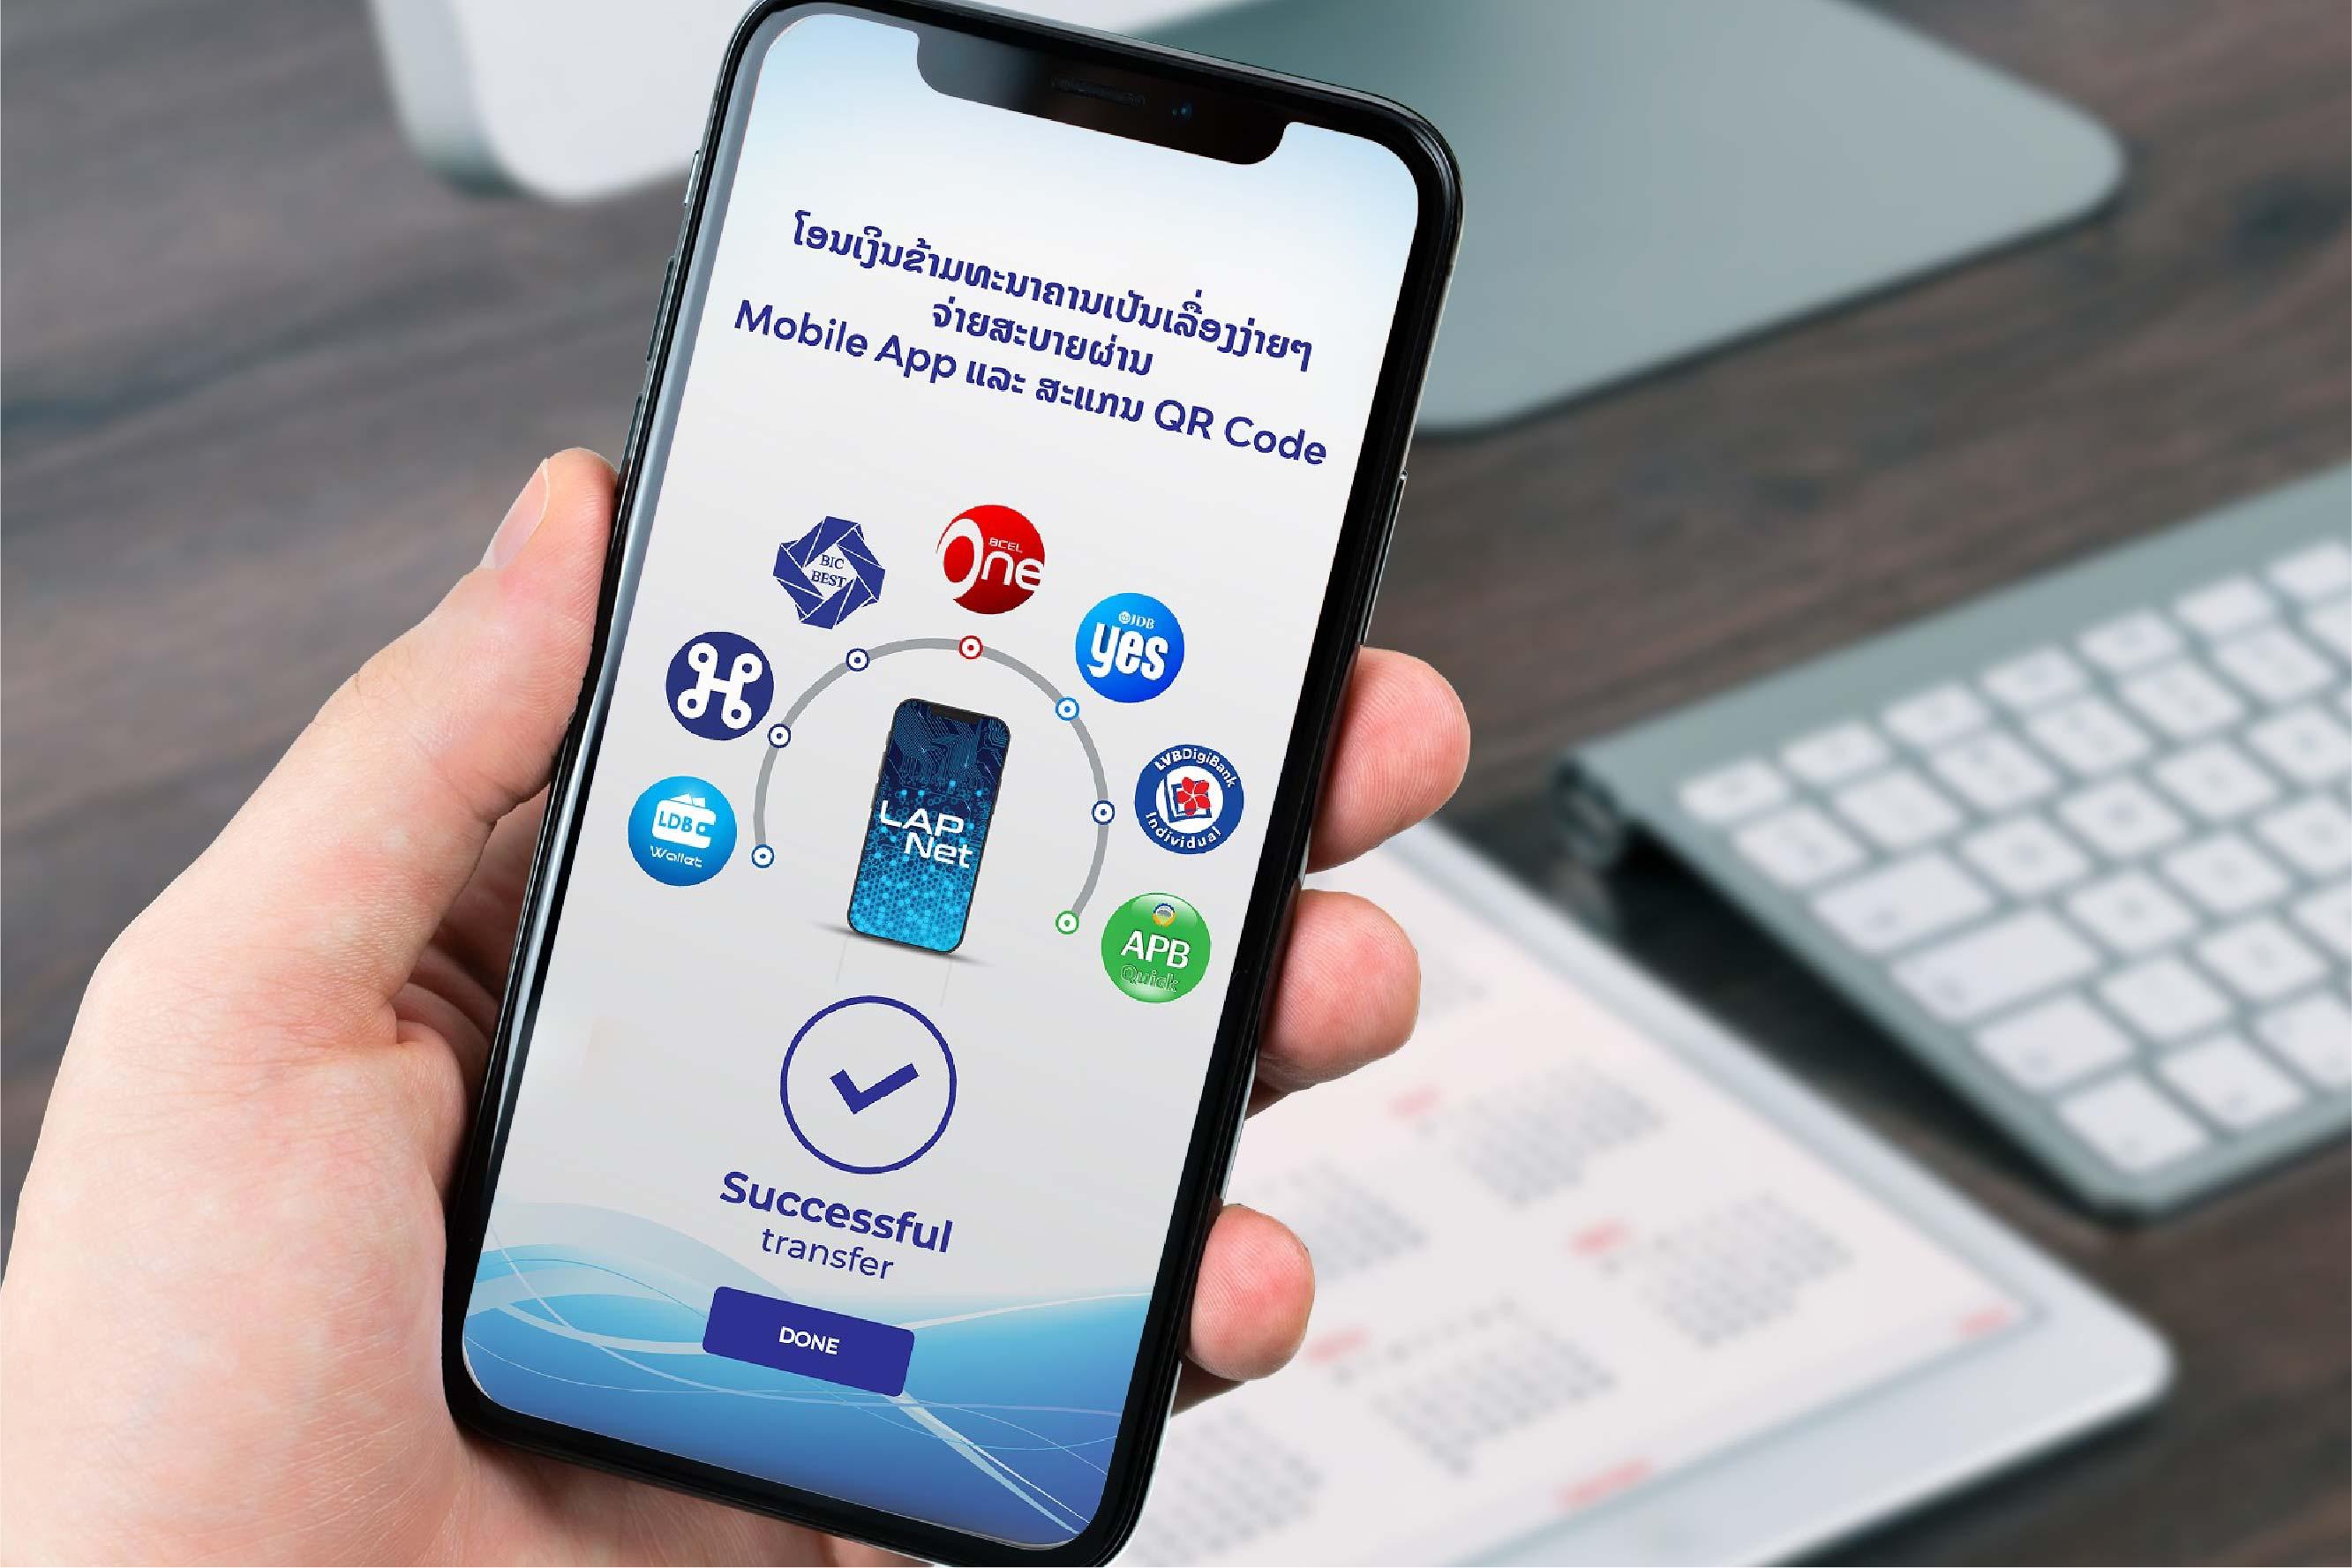 ໂອນເງິນຂ້າມທະນາຄານເປັນເລື່ອງງ່າຍໆ
ຈ່າຍສະບາຍຜ່ານ
Mobile App ແລະ ສະແກນ QR Code
BIC
BEST
BCEL
One
JDB
yes
LVBDigiBank
Individual
LDB
Wallet
LAP
Net
APB
Quick
Successful
transfer
DONE